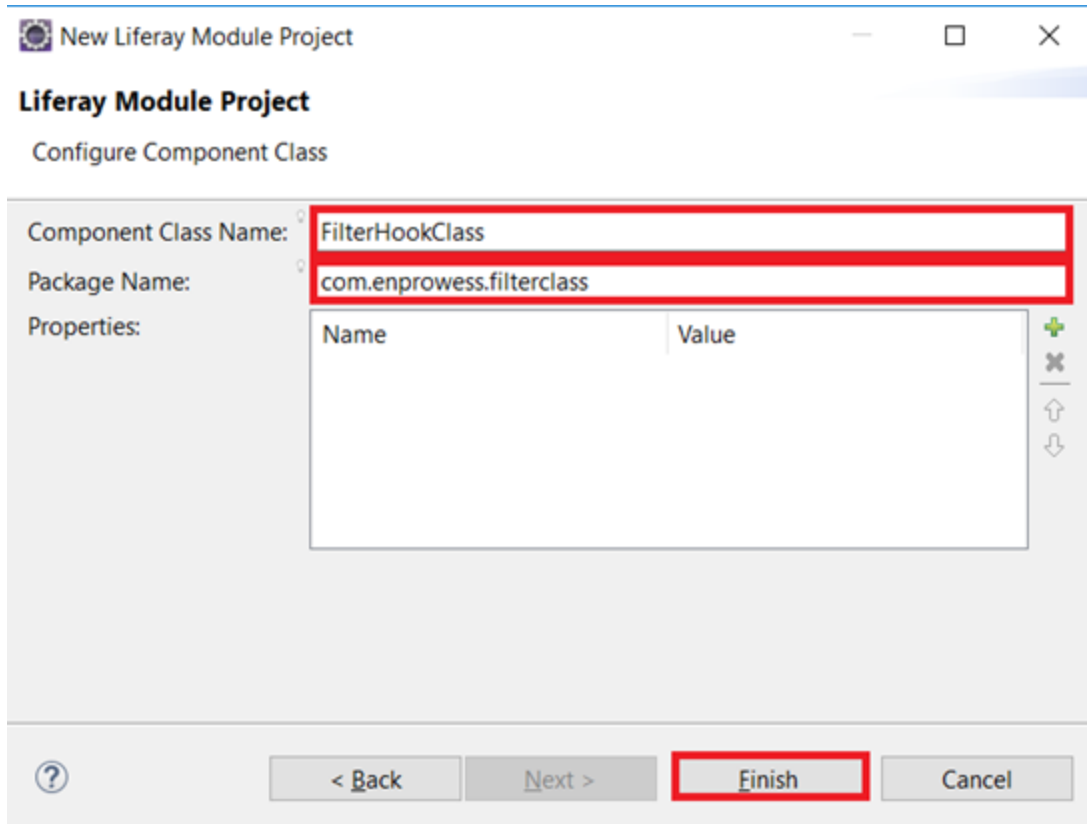 New Liferay Module Project
Liferay Module Project
Configure Component Class
Component Class Name: FilterHookClass
Package Name: com.enprowess.filterclass
Properties:
Name Value
? < Back Next > Finish Cancel